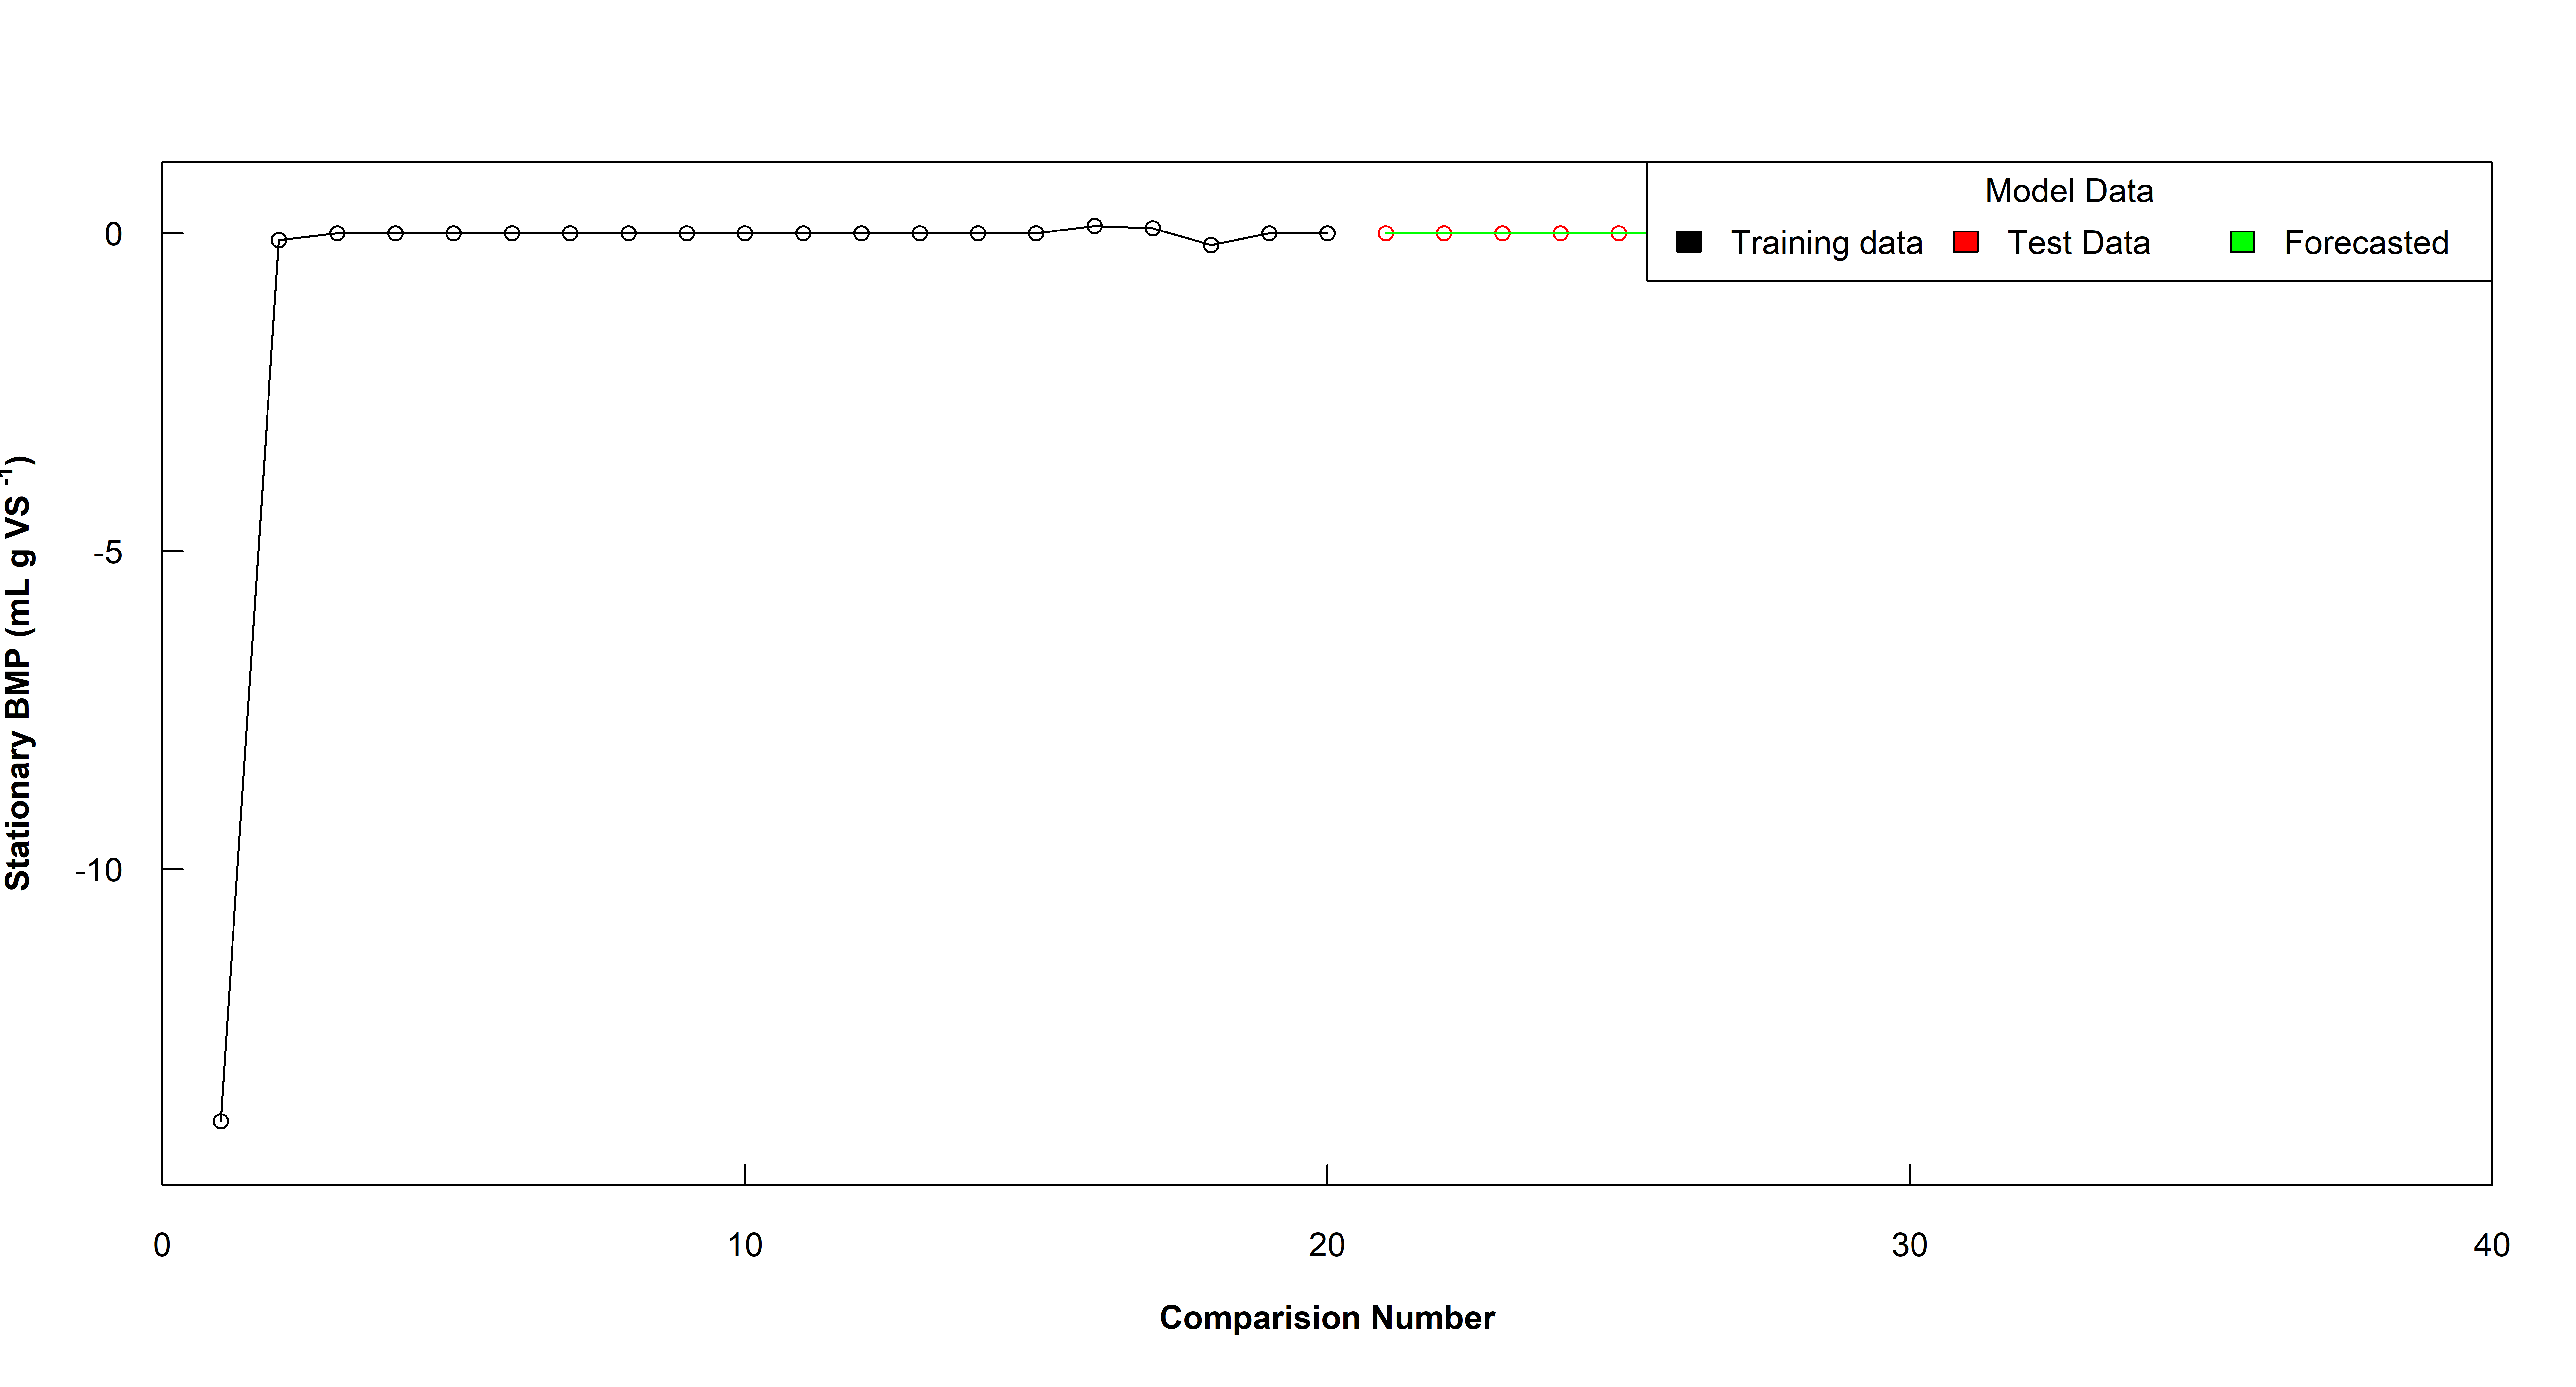 Model Data
Training data
Test Data
Forecasted
0
-5
-10
Stationary BMP (mL g VS -1)
0
10
20
30
40
Comparision Number